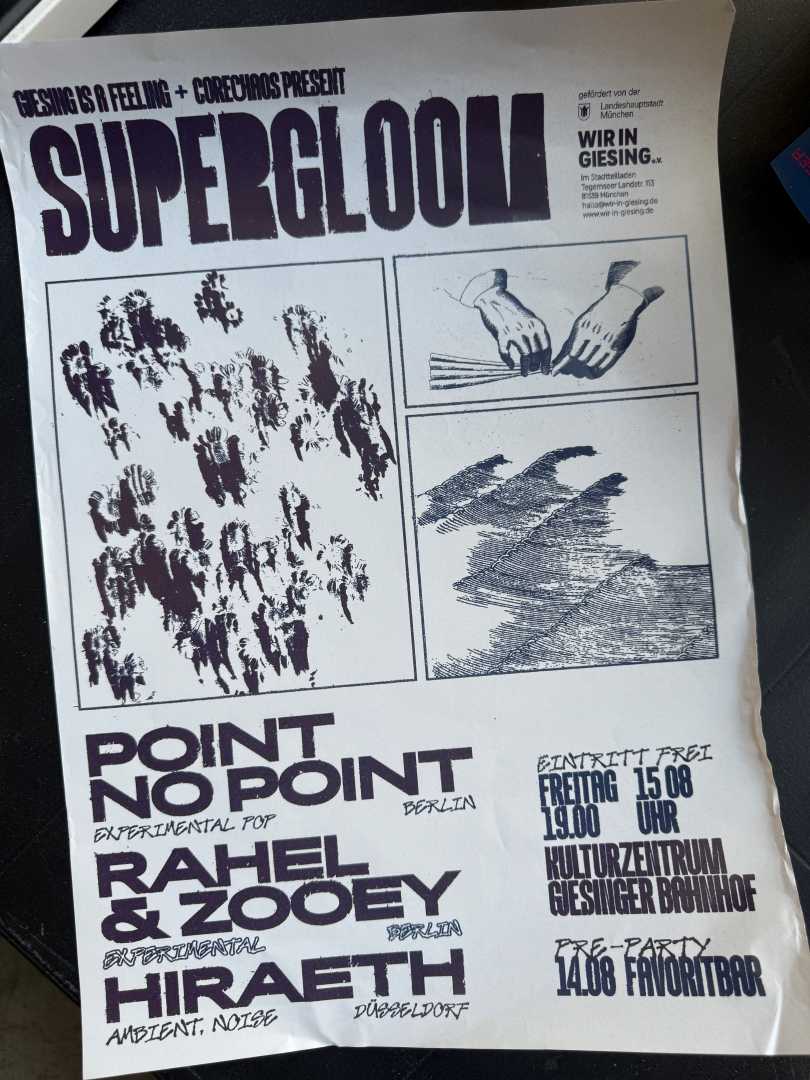 GIESING IS A FEELING + CORECHAOS PRESENT
SUPERGLOOM
gefördert von der
Landeshauptstadt
München
WIR IN
GIESING e.V.
Im Stadtteilladen
Tegernseer Landstr. 113
81539 München
hallo@wir-in-giesing.de
www.wir-in-giesing.de
POINT
NO POINT
EXPERIMENTAL POP
BERLIN
RAHEL
& ZOOEY
EXPERIMENTAL
BERLIN
HIRAETH
AMBIENT, NOISE
DÜSSELDORF
EINTRITT FREI
FREITAG 15 08
19.00 UHR
KULTURZENTRUM
GIESINGER BAHNHOF
PRE-PARTY
14.08 FAVORITBAR